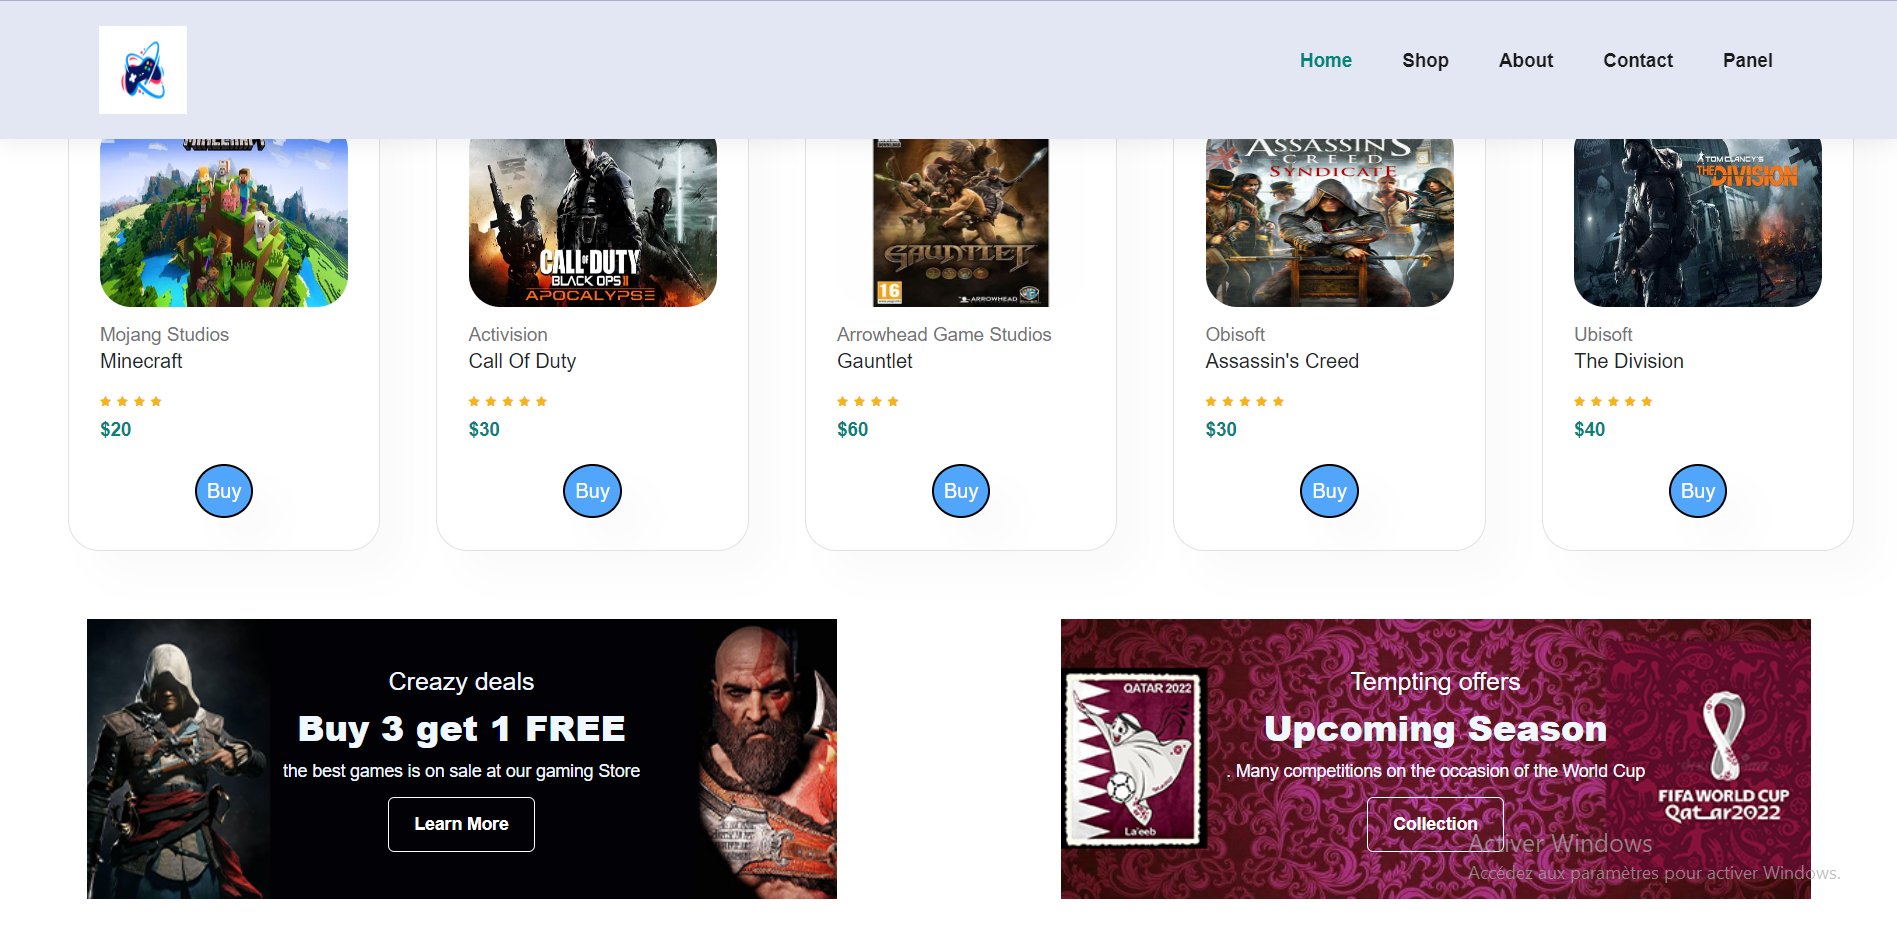 Home Shop About Contact Panel
MINECRAFT
CALL OF DUTY
BLACK OPS II
APOCALYPSE
GAUNTLET
16
ARROWHEAD
ASSASSIN'S
CREED
SYNDICATE
TOM CLANCY'S
THE DIVISION
Mojang Studios
Minecraft
$20
Buy
Activision
Call Of Duty
$30
Buy
Arrowhead Game Studios
Gauntlet
$60
Buy
Obisoft
Assassin's Creed
$30
Buy
Ubisoft
The Division
$40
Buy
Creazy deals
Buy 3 get 1 FREE
the best games is on sale at our gaming Store
Learn More
QATAR 2022
La'eeb
Tempting offers
Upcoming Season
. Many competitions on the occasion of the World Cup
Collection
FIFA WORLD CUP
Qatar2022
Activer Windows
Accédez aux paramètres pour activer Windows.